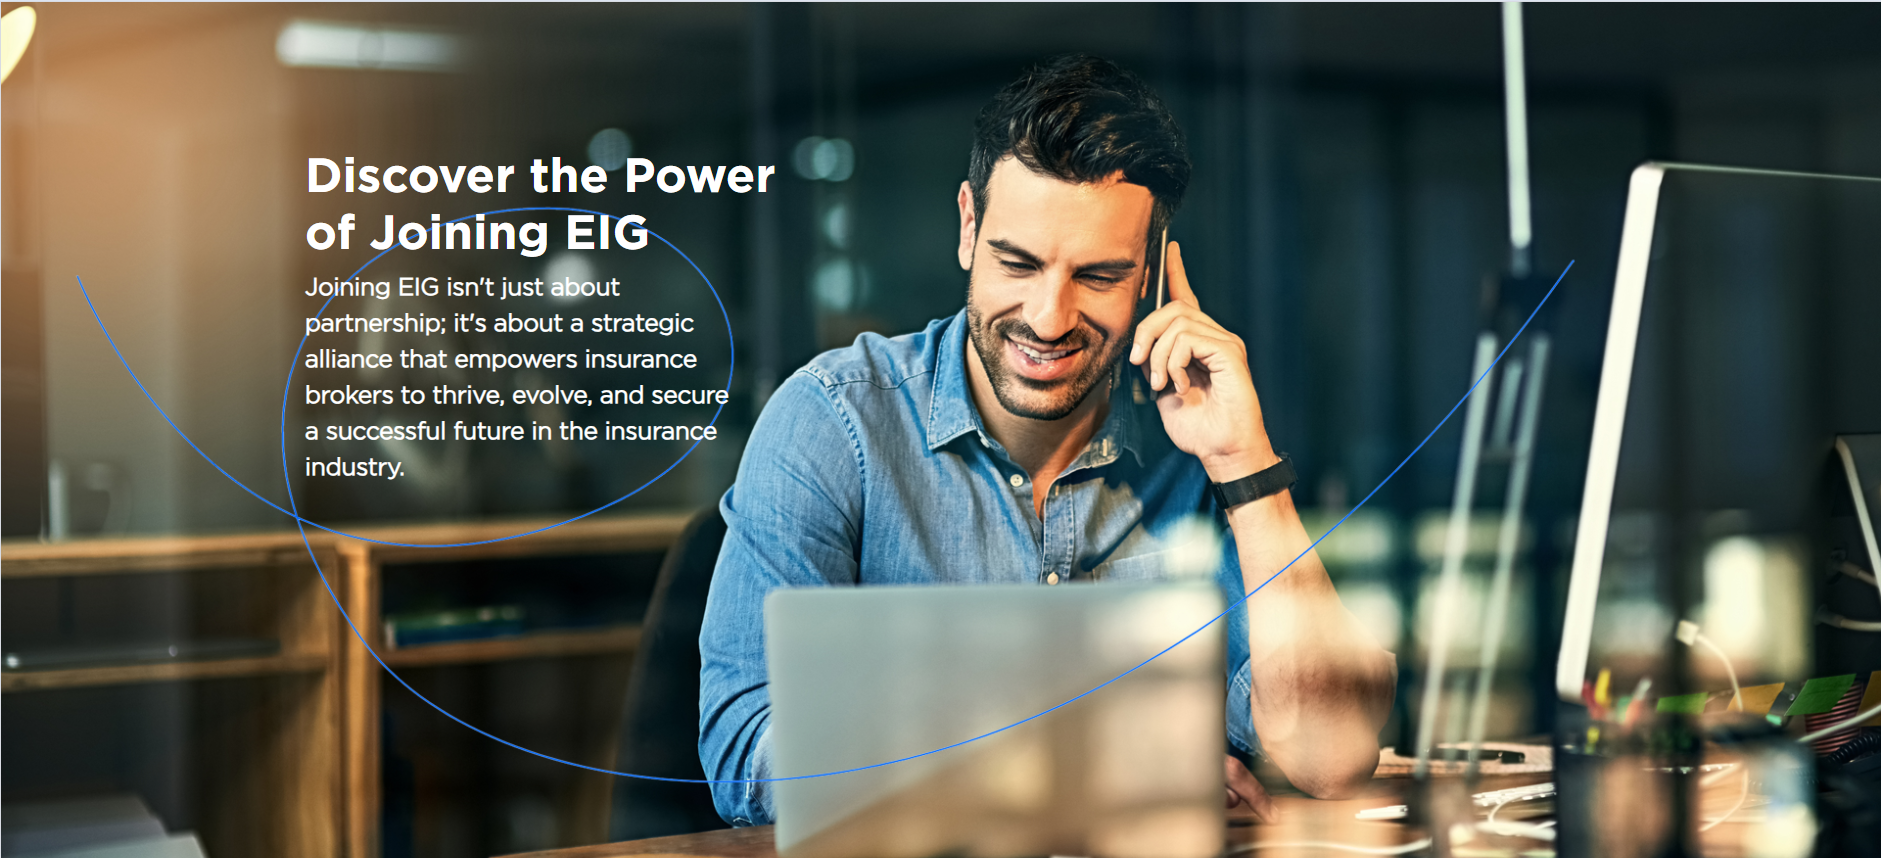 Discover the Power
of Joining EIG
Joining EIG isn't just about
partnership; it's about a strategic
alliance that empowers insurance
brokers to thrive, evolve, and secure
a successful future in the insurance
industry.